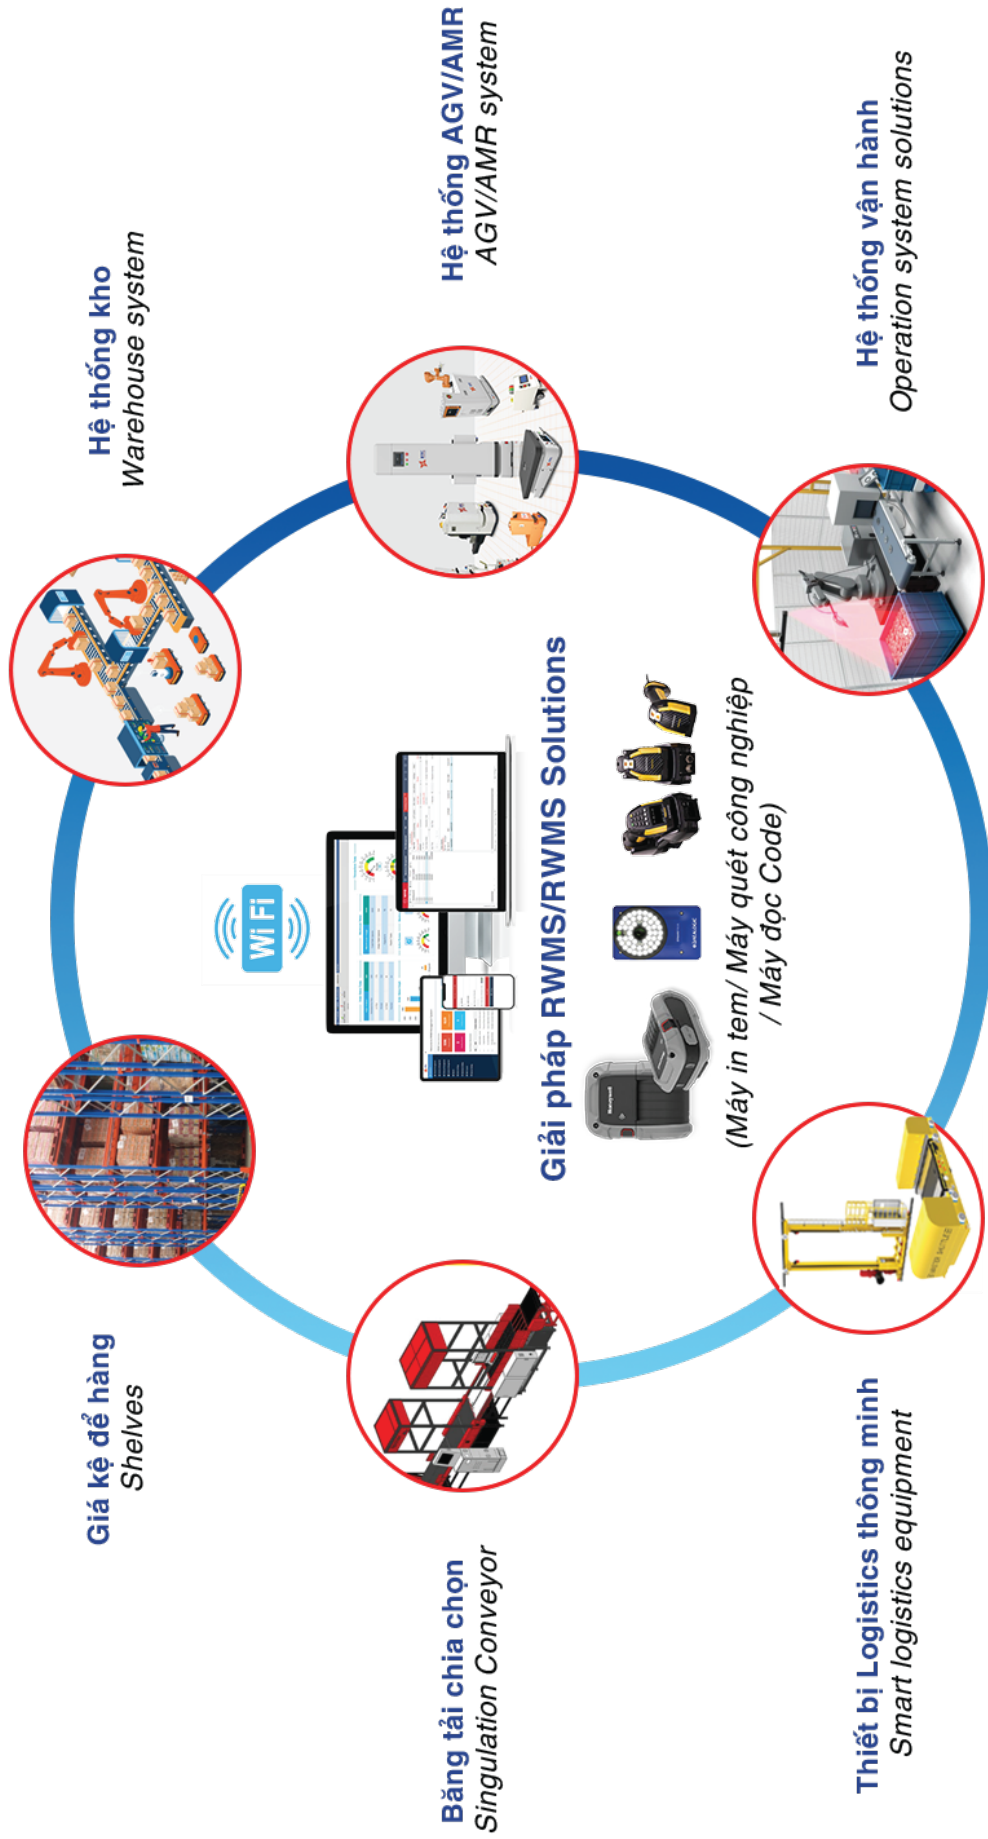 Giá kệ để hàng
Shelves
Hệ thống kho
Warehouse system
Băng tải chia chọn
Singulation Conveyor
Wi Fi
Hệ thống AGV/AMR
AGV/AMR system
Giải pháp RWMS/RWMS Solutions
Honeywell
(Máy in tem/ Máy quét công nghiệp
/ Máy đọc Code)
Thiết bị Logistics thông minh
Smart logistics equipment
Hệ thống vận hành
Operation system solutions